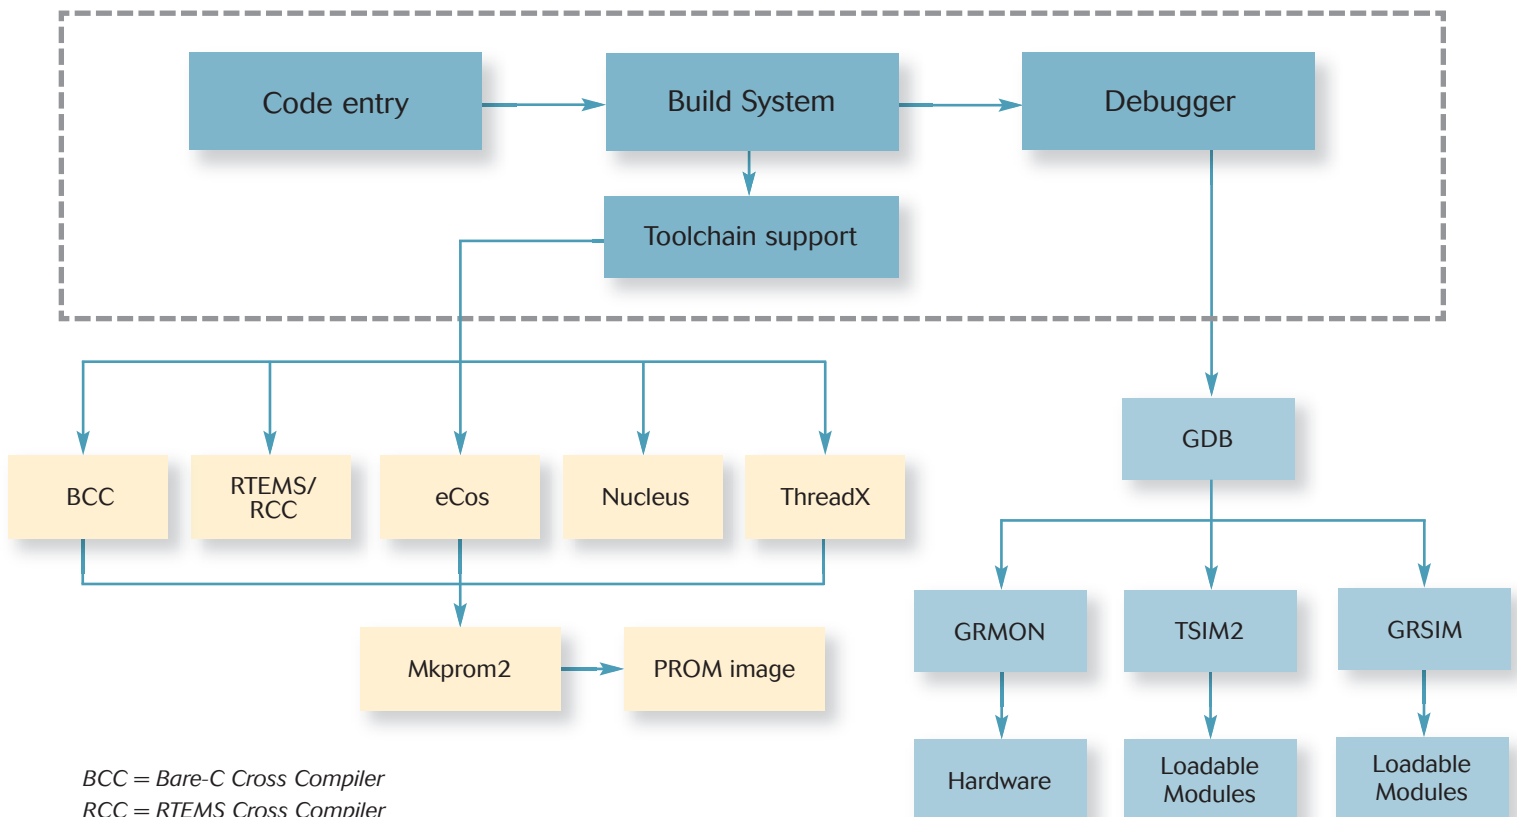 Code entry
Build System
Debugger
Toolchain support
GDB
BCC
RTEMS/
RCC
eCos
Nucleus
ThreadX
GRMON
TSIM2
GRSIM
Mkprom2
PROM image
Hardware
Loadable
Modules
Loadable
Modules
BCC = Bare-C Cross Compiler
RCC = RTEMS Cross Compiler